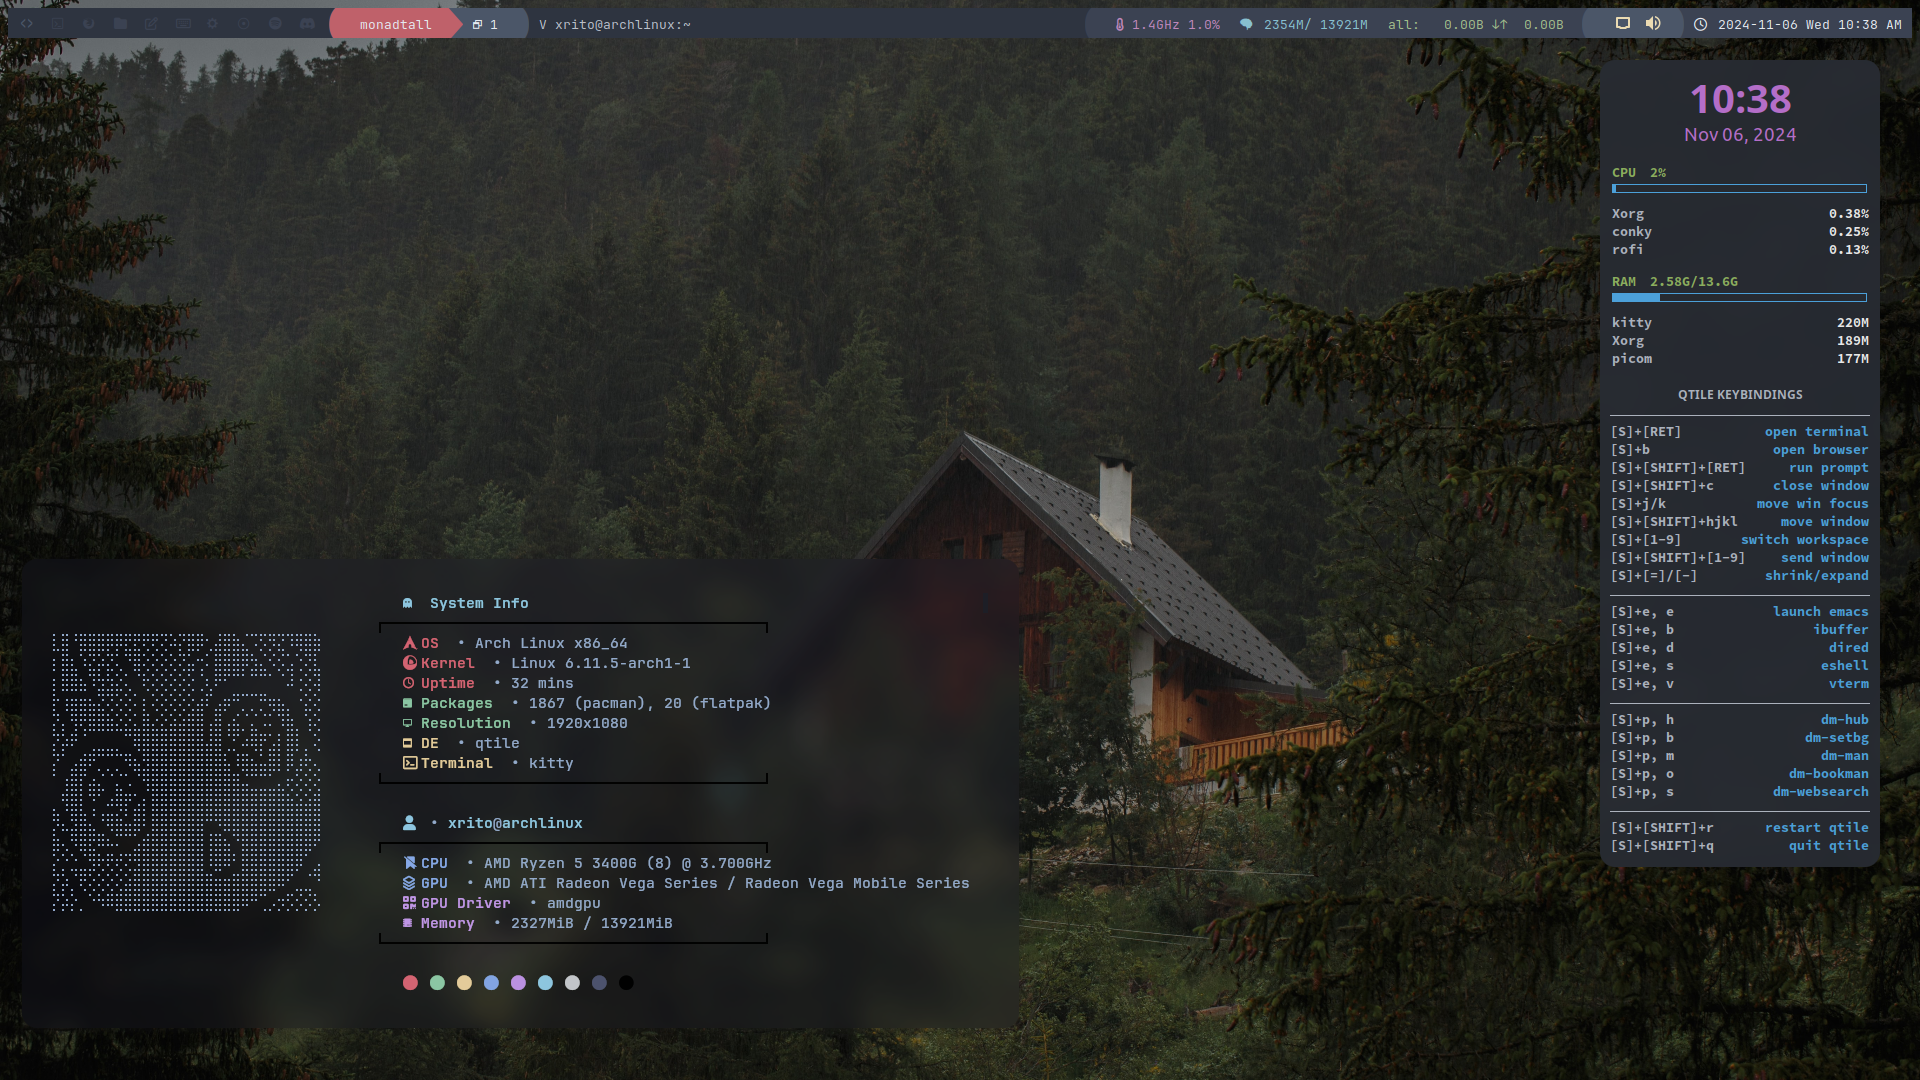 monadtall 1 V xrito@archlinux:~ 1.4GHz 1.0% 2354M/ 13921M all: 0.00B ↓↑ 0.00B 2024-11-06 Wed 10:38 AM
10:38
Nov 06, 2024
CPU 2%
Xorg 0.38%
conky 0.25%
rofi 0.13%
RAM 2.58G/13.6G
kitty 220M
Xorg 189M
picom 177M
QTILE KEYBINDINGS
[S]+[RET] open terminal
[S]+b open browser
[S]+[SHIFT]+[RET] run prompt
[S]+[SHIFT]+c close window
[S]+j/k move win focus
[S]+[SHIFT]+hjkl move window
[S]+[1-9] switch workspace
[S]+[SHIFT]+[1-9] send window
[S]+[=]/[-] shrink/expand
[S]+e, e launch emacs
[S]+e, b ibuffer
[S]+e, d dired
[S]+e, s eshell
[S]+e, v vterm
[S]+p, h dm-hub
[S]+p, b dm-setbg
[S]+p, m dm-man
[S]+p, o dm-bookman
[S]+p, s dm-websearch
[S]+[SHIFT]+r restart qtile
[S]+[SHIFT]+q quit qtile
System Info
OS • Arch Linux x86_64
Kernel • Linux 6.11.5-arch1-1
Uptime • 32 mins
Packages • 1867 (pacman), 20 (flatpak)
Resolution • 1920x1080
DE • qtile
Terminal • kitty
• xrito@archlinux
CPU • AMD Ryzen 5 3400G (8) @ 3.700GHz
GPU • AMD ATI Radeon Vega Series / Radeon Vega Mobile Series
GPU Driver • amdgpu
Memory • 2327MiB / 13921MiB